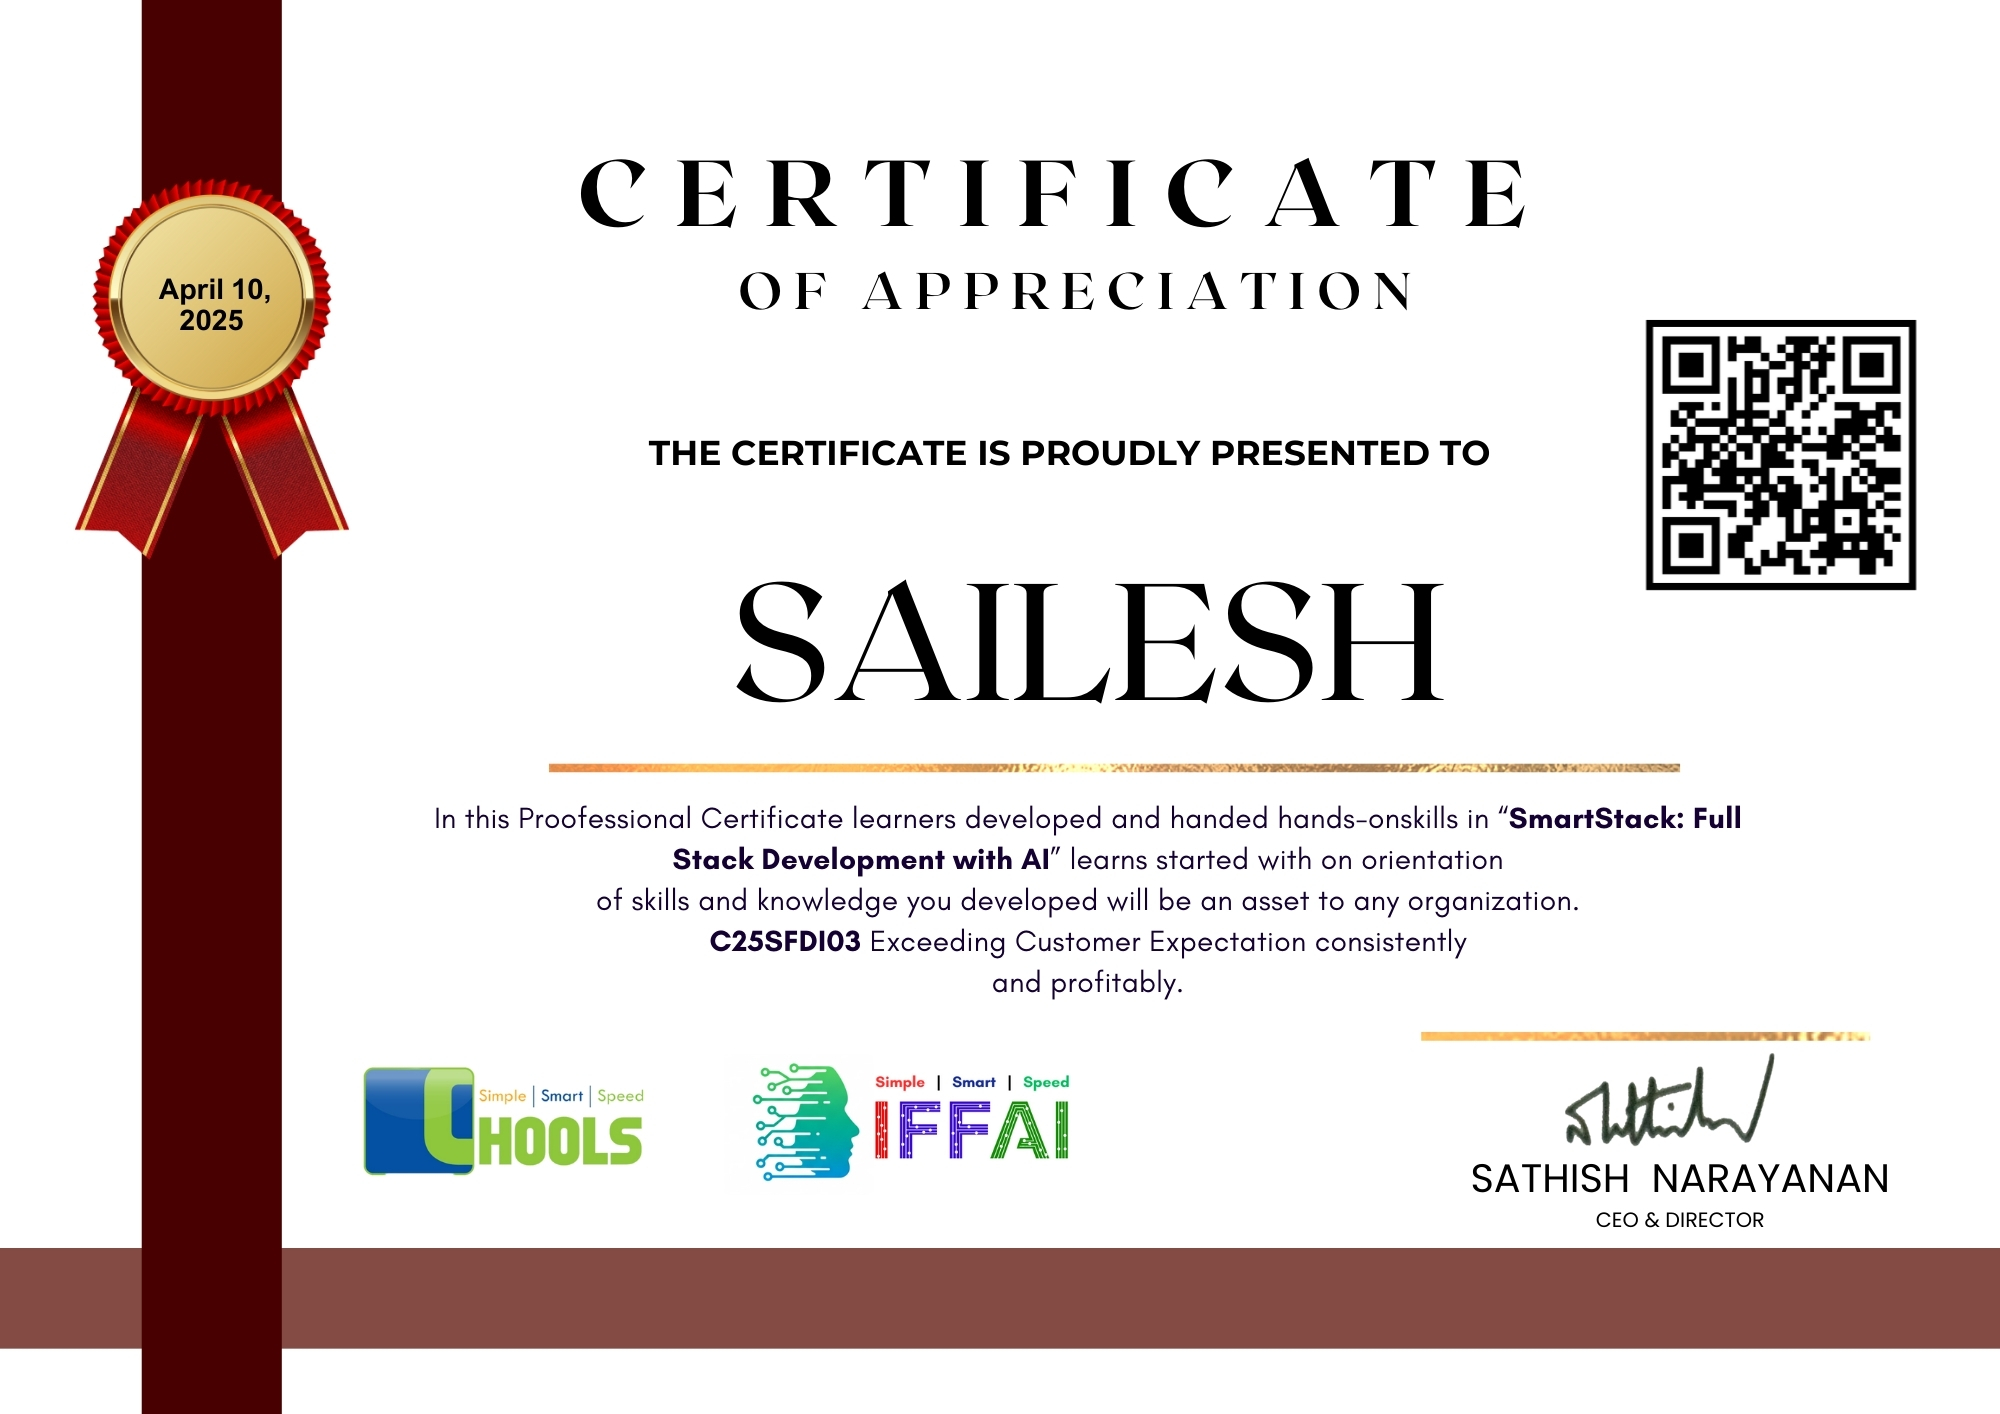 CERTIFICATE
OF APPRECIATION
April 10,
2025
THE CERTIFICATE IS PROUDLY PRESENTED TO
SAILESH
In this Proofessional Certificate learners developed and handed hands-onskills in “SmartStack: Full
Stack Development with AI” learns started with on orientation
of skills and knowledge you developed will be an asset to any organization.
C25SFDI03 Exceeding Customer Expectation consistently
and profitably.
Simple | Smart | Speed
CHOOLS
Simple | Smart | Speed
IFFAI
SATHISH NARAYANAN
CEO & DIRECTOR